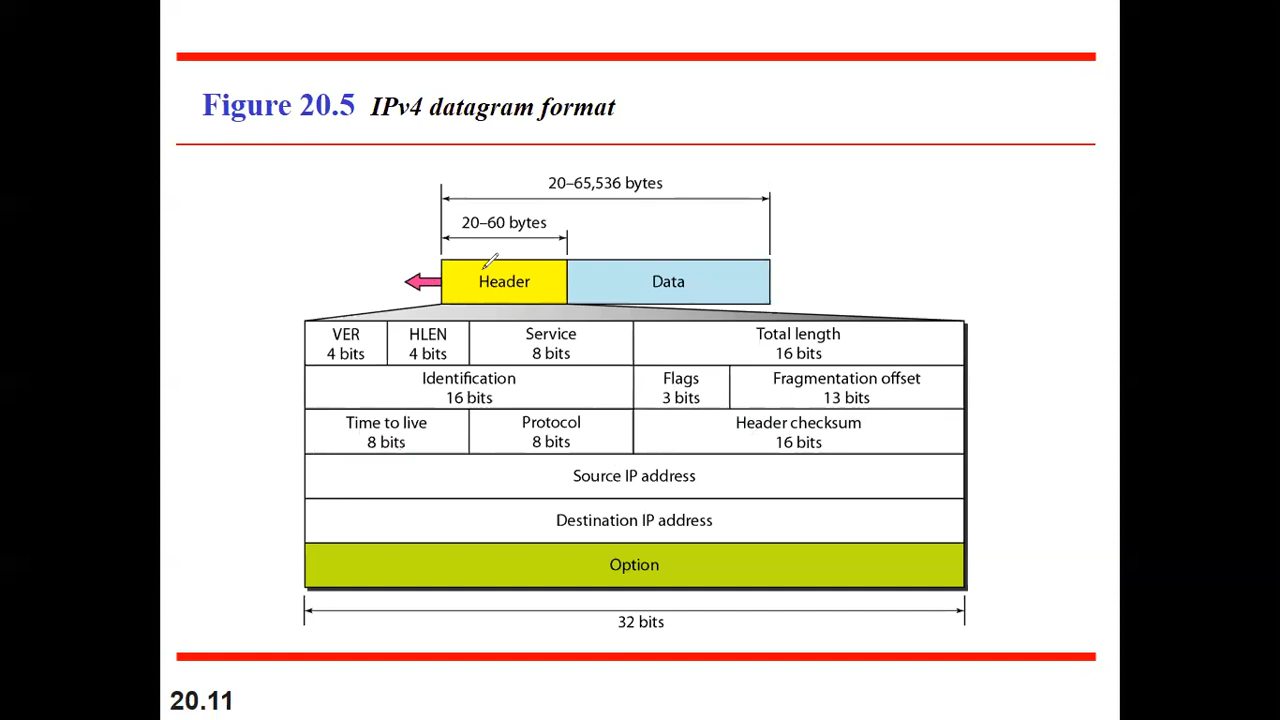 Figure 20.5 IPv4 datagram format
20–65,536 bytes
20–60 bytes
Header Data
VER HLEN Service Total length
4 bits 4 bits 8 bits 16 bits
Identification Flags Fragmentation offset
16 bits 3 bits 13 bits
Time to live Protocol Header checksum
8 bits 8 bits 16 bits
Source IP address
Destination IP address
Option
32 bits
20.11